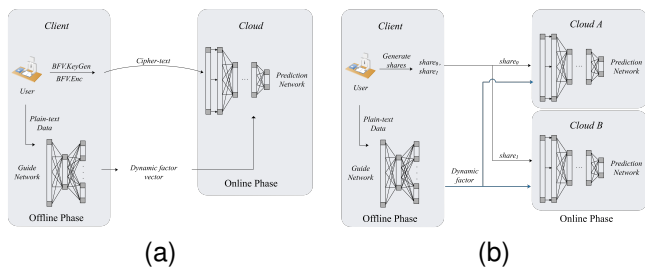 Client
Cloud
BFV.KeyGen
BFV.Enc
Cipher-text
User
Prediction
Network
Plain-text
Data
Guide
Network
Dynamic factor
vector
Offline Phase
Online Phase
(a)
Client
Cloud A
Generate
shares
share₀
share₁
share₀
User
Prediction
Network
Plain-text
Data
Cloud B
Guide
Network
share₁
Dynamic
factor
Prediction
Network
Offline Phase
Online Phase
(b)